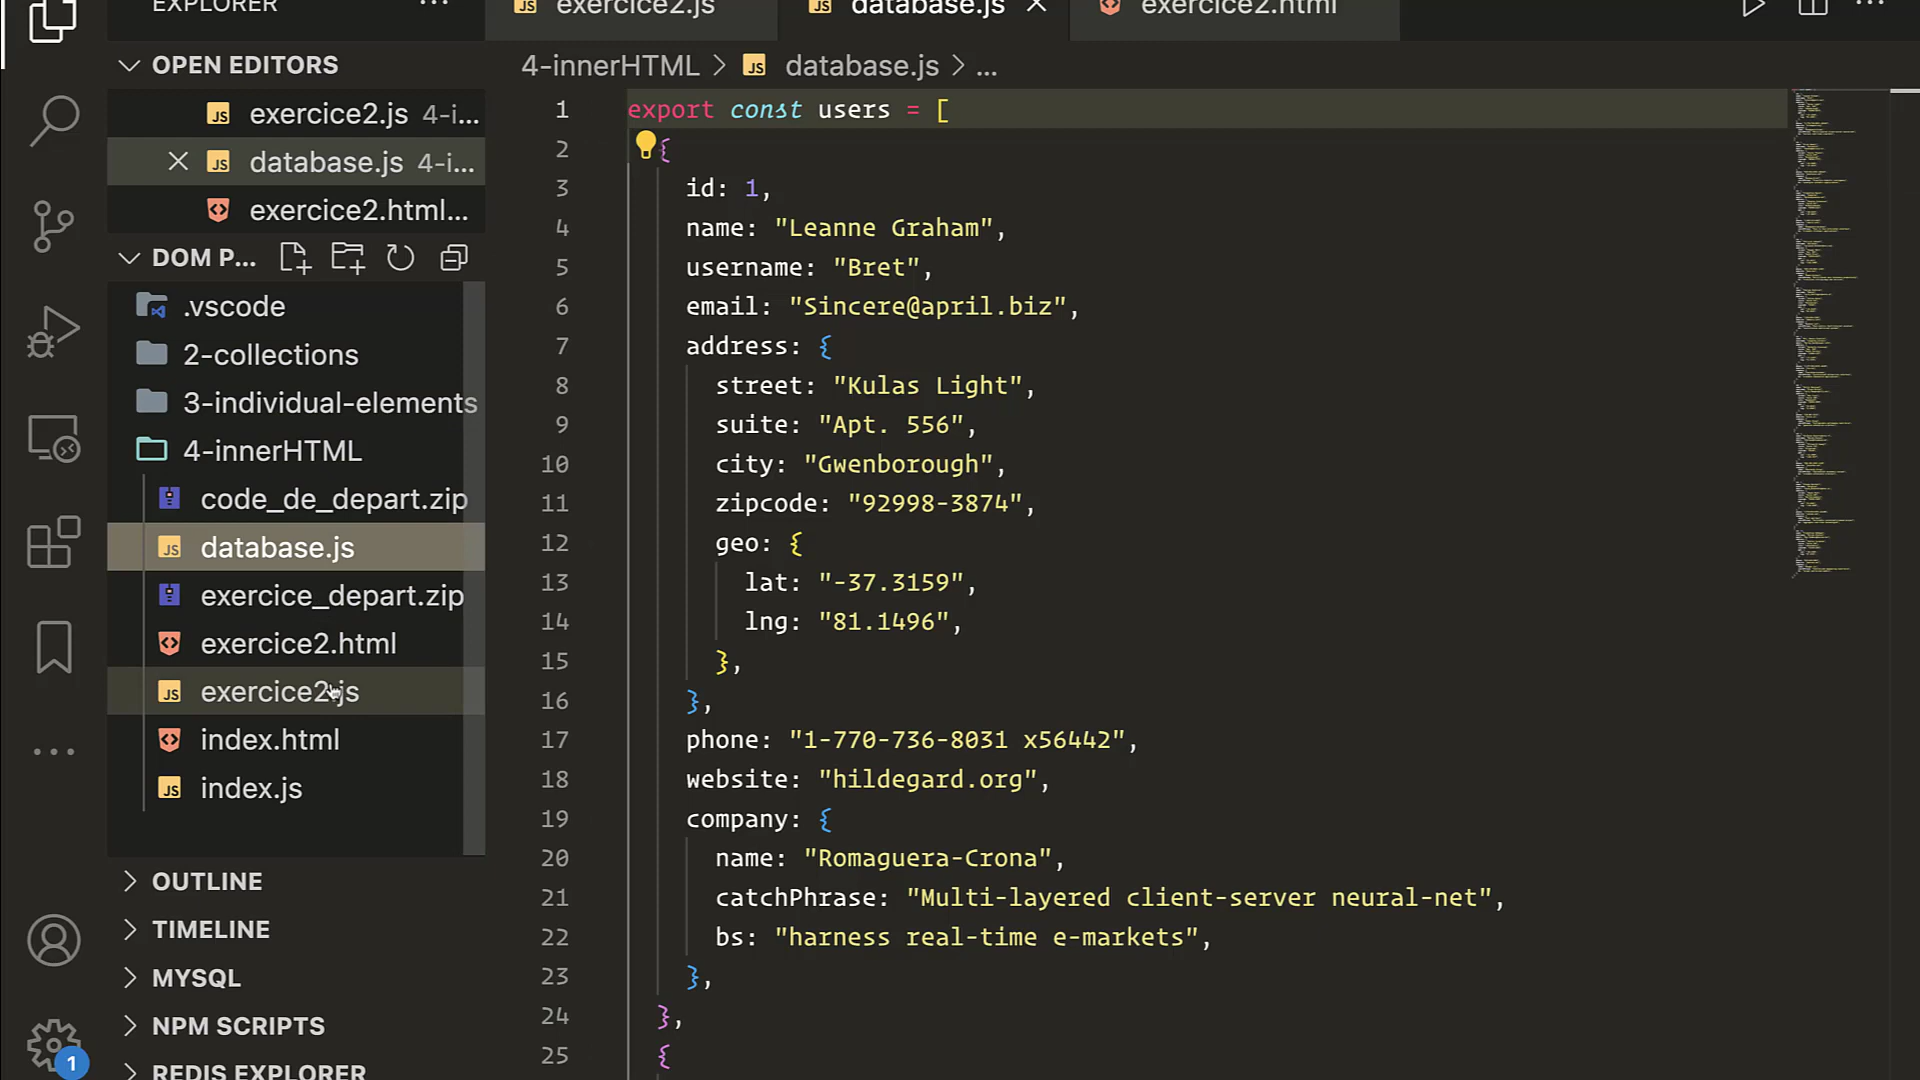 EXPLORER
OPEN EDITORS
exercice2.js 4-i...
database.js 4-i...
exercice2.html...
DOM P...
.vscode
2-collections
3-individual-elements
4-innerHTML
code_de_depart.zip
database.js
exercice_depart.zip
exercice2.html
exercice2.js
index.html
index.js
OUTLINE
TIMELINE
MYSQL
NPM SCRIPTS
REDIS EXPLORER
1
exercice2.js
database.js
exercice2.html
4-innerHTML > JS database.js > ...
1 export const users = [
2 {
3 id: 1,
4 name: "Leanne Graham",
5 username: "Bret",
6 email: "Sincere@april.biz",
7 address: {
8 street: "Kulas Light",
9 suite: "Apt. 556",
10 city: "Gwenborough",
11 zipcode: "92998-3874",
12 geo: {
13 lat: "-37.3159",
14 lng: "81.1496",
15 },
16 },
17 phone: "1-770-736-8031 x56442",
18 website: "hildegard.org",
19 company: {
20 name: "Romaguera-Crona",
21 catchPhrase: "Multi-layered client-server neural-net",
22 bs: "harness real-time e-markets",
23 },
24 },
25 {